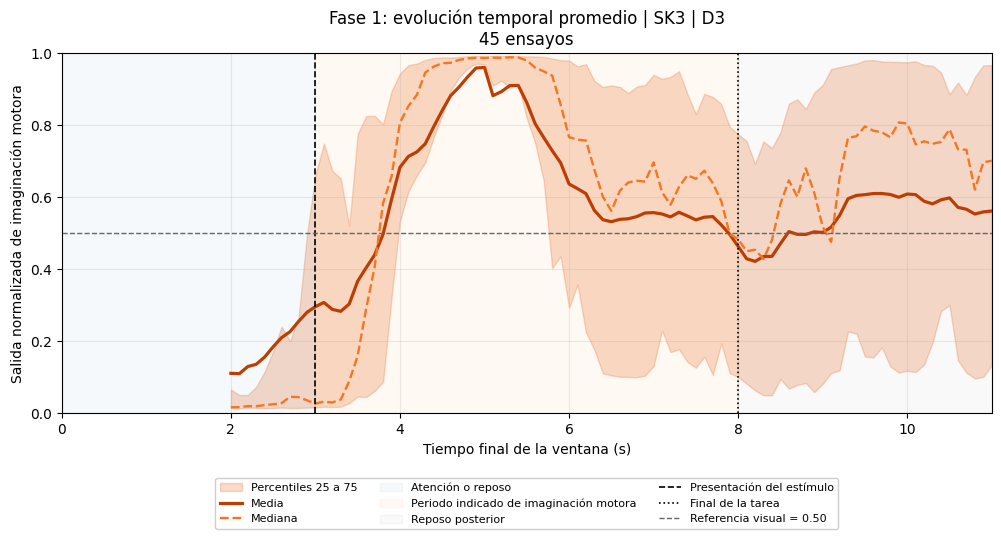 Fase 1: evolución temporal promedio | SK3 | D3
45 ensayos
Salida normalizada de imaginación motora
1.0
0.8
0.6
0.4
0.2
0.0
0
2
4
6
8
10
Tiempo final de la ventana (s)
Percentiles 25 a 75
Media
Mediana
Atención o reposo
Periodo indicado de imaginación motora
Reposo posterior
Presentación del estímulo
Final de la tarea
Referencia visual = 0.50